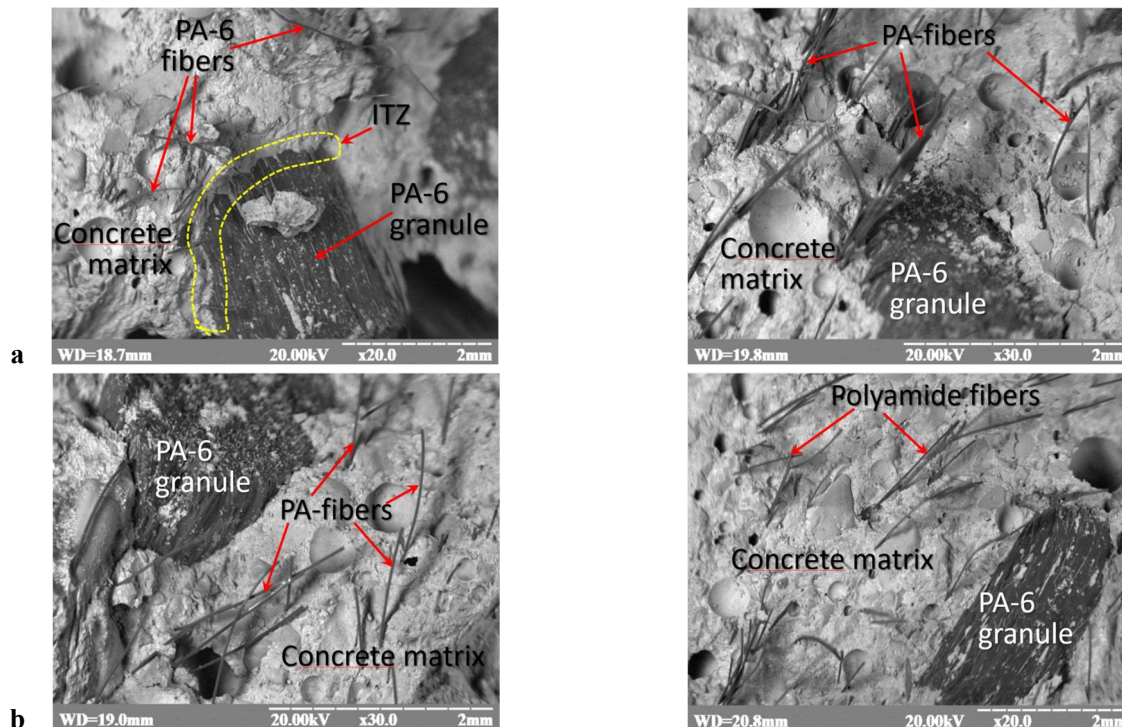 PA-6
fibers
ITZ
PA-6
granule
Concrete
matrix
WD=18.7mm 20.00kV x20.0 2mm
PA-fibers
Concrete
matrix
PA-6
granule
WD=19.8mm 20.00kV x30.0 2mm
a
PA-6
granule
PA-fibers
Concrete matrix
WD=19.0mm 20.00kV x30.0 2mm
Polyamide fibers
Concrete matrix
PA-6
granule
WD=20.8mm 20.00kV x20.0 2mm
b